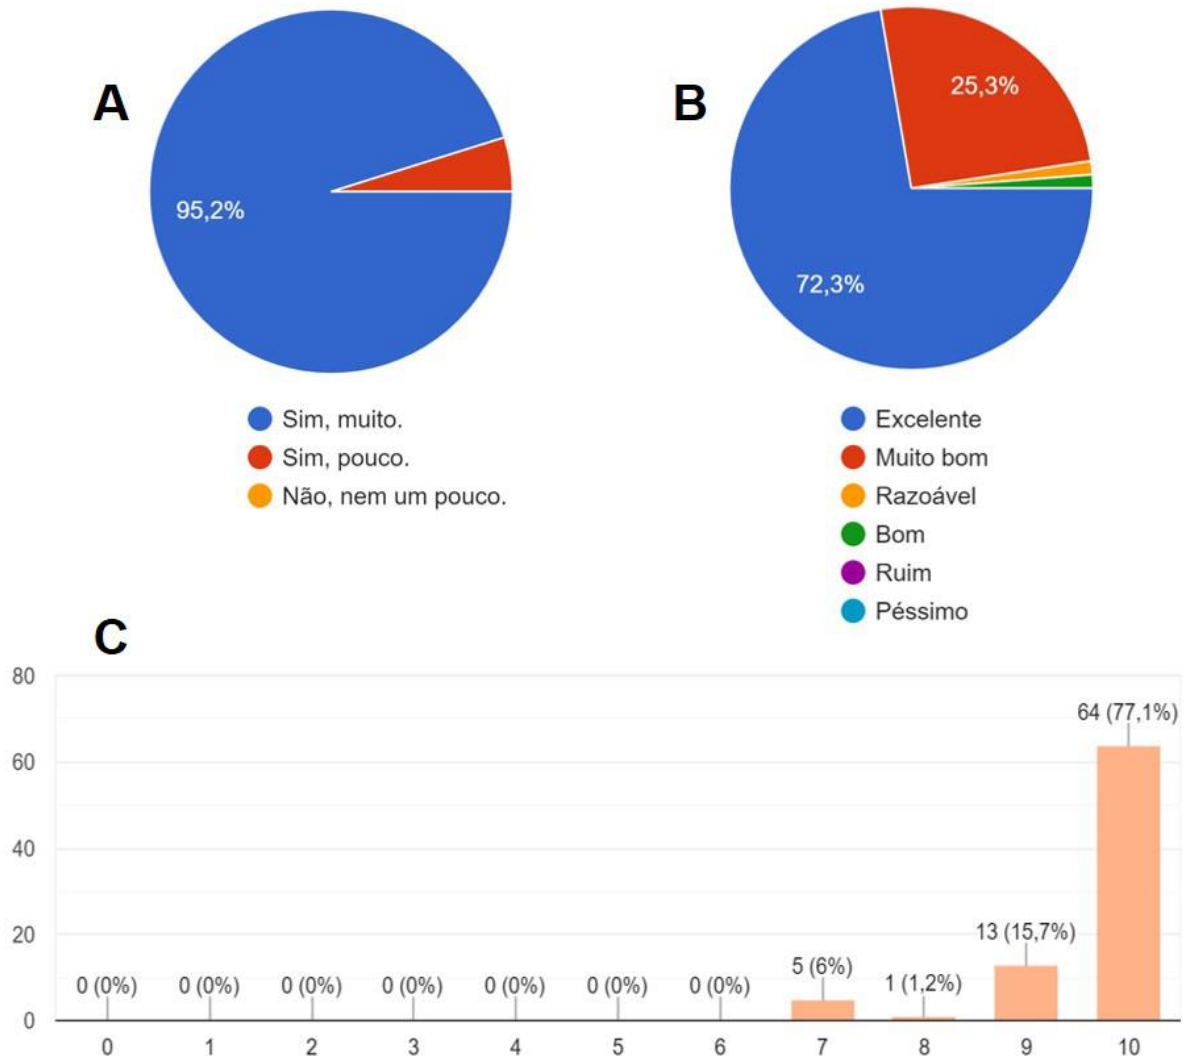 A
95,2%
Sim, muito.
Sim, pouco.
Não, nem um pouco.
B
25,3%
72,3%
Excelente
Muito bom
Razoável
Bom
Ruim
Péssimo
C
80
60
40
20
0
0 (0%) 0 (0%) 0 (0%) 0 (0%) 0 (0%) 0 (0%) 0 (0%) 5 (6%) 1 (1,2%) 13 (15,7%) 64 (77,1%)
0 1 2 3 4 5 6 7 8 9 10